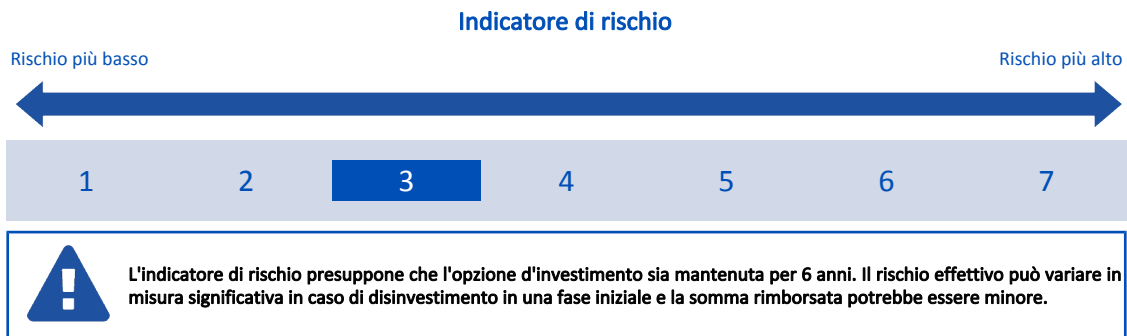 Indicatore di rischio
Rischio più basso
Rischio più alto
1 2 3 4 5 6 7
L'indicatore di rischio presuppone che l'opzione d'investimento sia mantenuta per 6 anni. Il rischio effettivo può variare in
misura significativa in caso di disinvestimento in una fase iniziale e la somma rimborsata potrebbe essere minore.